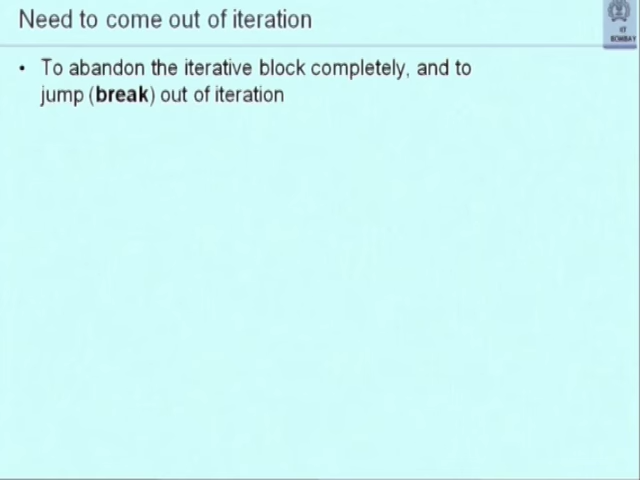 Need to come out of iteration
IIT
BOMBAY
• To abandon the iterative block completely, and to
jump (break) out of iteration